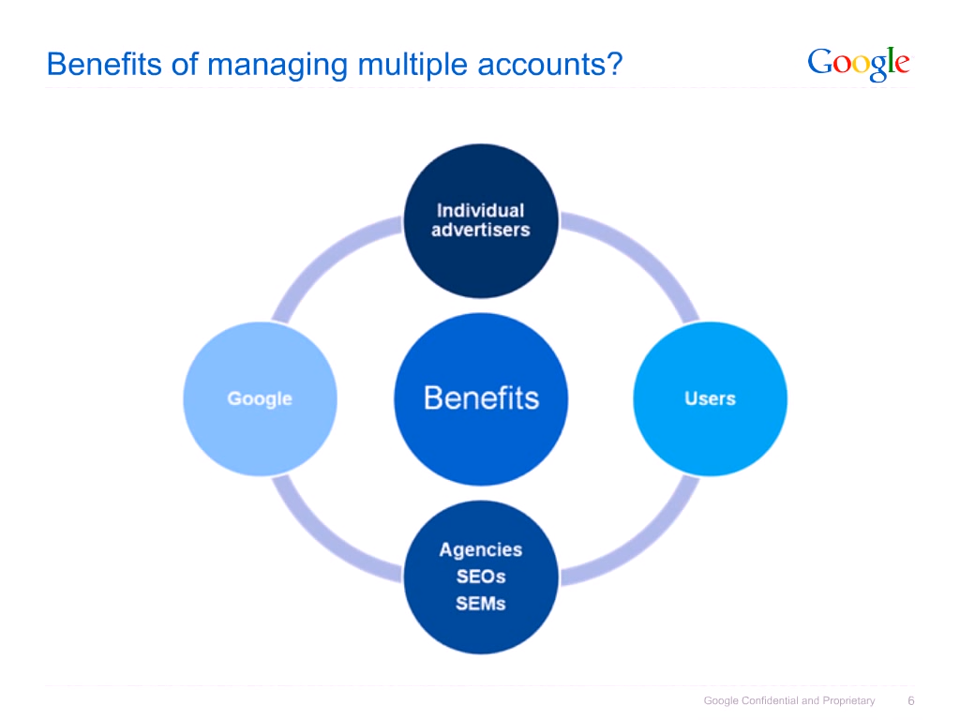 Benefits of managing multiple accounts?
Google
Individual
advertisers
Google
Benefits
Users
Agencies
SEOs
SEMs
Google Confidential and Proprietary 6